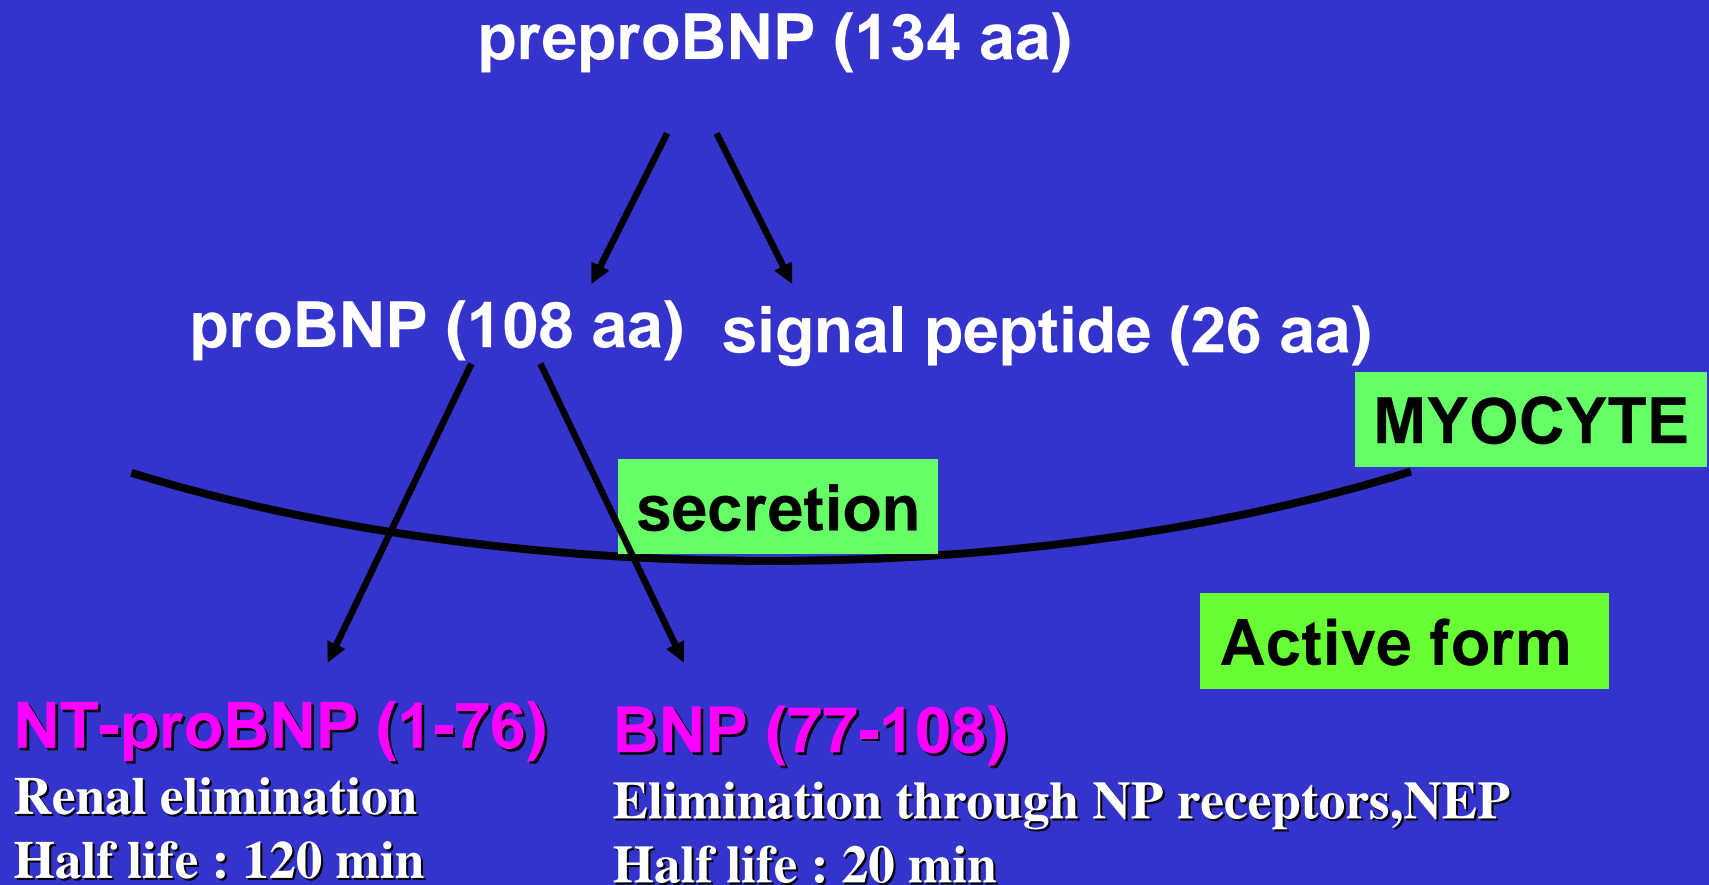 preproBNP (134 aa)
proBNP (108 aa)
signal peptide (26 aa)
MYOCYTE
secretion
Active form
NT-proBNP (1-76)
Renal elimination
Half life : 120 min
BNP (77-108)
Elimination through NP receptors,NEP
Half life : 20 min